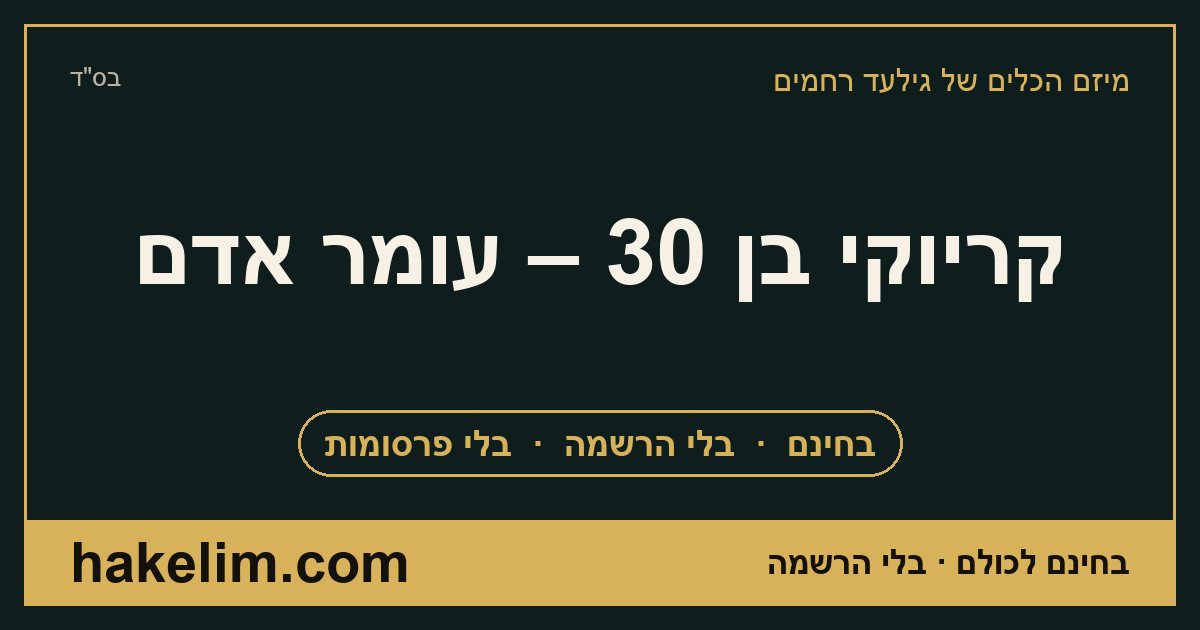 מיזם הכלים של גילעד רחמים
בס"ד
קריוקי בן 30 – עומר אדם
בחינם · בלי הרשמה · בלי פרסומות
בחינם לכולם · בלי הרשמה
hakelim.com